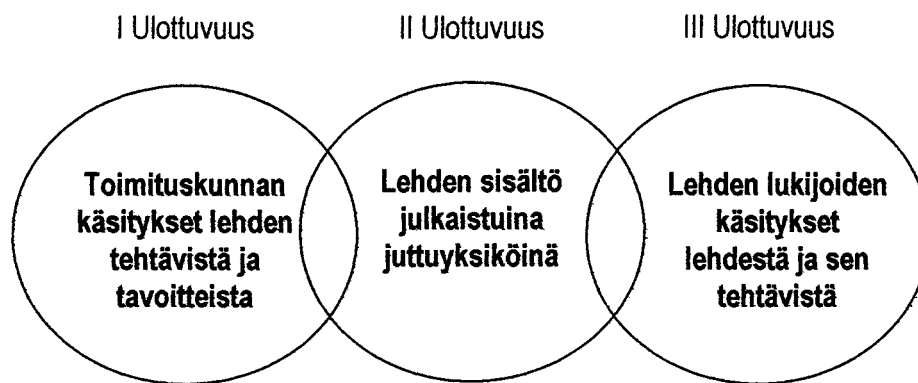 I Ulottuvuus
II Ulottuvuus
III Ulottuvuus
Toimituskunnan
käsitykset lehden
tehtävistä ja
tavoitteista
Lehden sisältö
julkaistuina
juttuyksiköinä
Lehden lukijoiden
käsitykset
lehdestä ja sen
tehtävistä